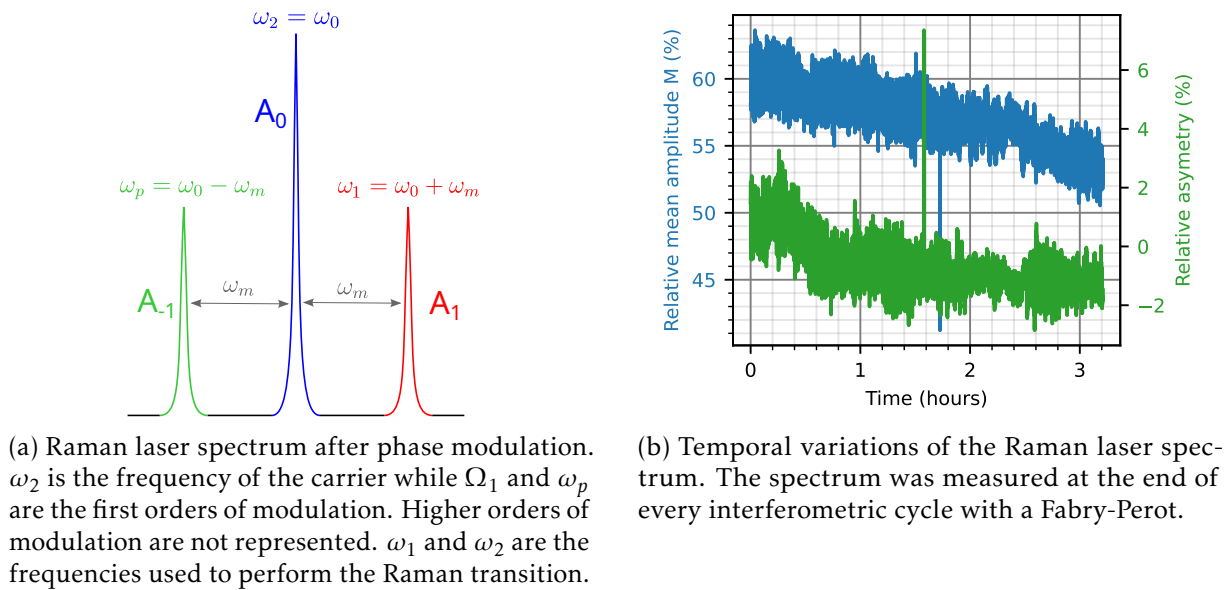 ω₂ = ω₀
A₀
ωₚ = ω₀ − ωₘ
ω₁ = ω₀ + ωₘ
ωₘ
ωₘ
A₋₁
A₁
Relative mean amplitude M (%)
60
55
50
45
6
4
2
0
−2
Relative asymetry (%)
0
1
2
3
Time (hours)
(a) Raman laser spectrum after phase modulation.
ω₂ is the frequency of the carrier while Ω₁ and ωₚ
are the first orders of modulation. Higher orders of
modulation are not represented. ω₁ and ω₂ are the
frequencies used to perform the Raman transition.
(b) Temporal variations of the Raman laser spec-
trum. The spectrum was measured at the end of
every interferometric cycle with a Fabry-Perot.